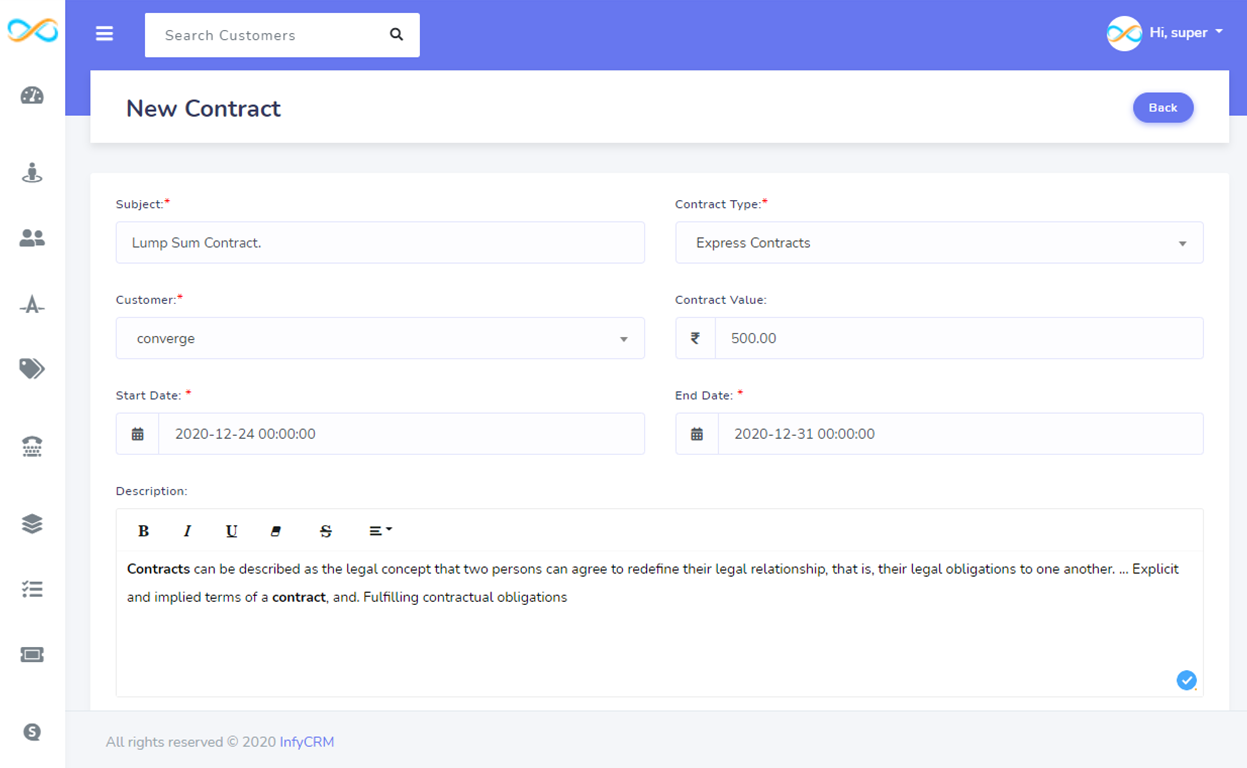 Search Customers
Hi, super
New Contract
Back
Subject:*
Contract Type:*
Lump Sum Contract.
Express Contracts
Customer:*
Contract Value:
converge
₹ 500.00
Start Date: *
End Date: *
2020-12-24 00:00:00
2020-12-31 00:00:00
Description:
B I U S
Contracts can be described as the legal concept that two persons can agree to redefine their legal relationship, that is, their legal obligations to one another. ... Explicit
and implied terms of a contract, and. Fulfilling contractual obligations
S
All rights reserved © 2020 InfyCRM